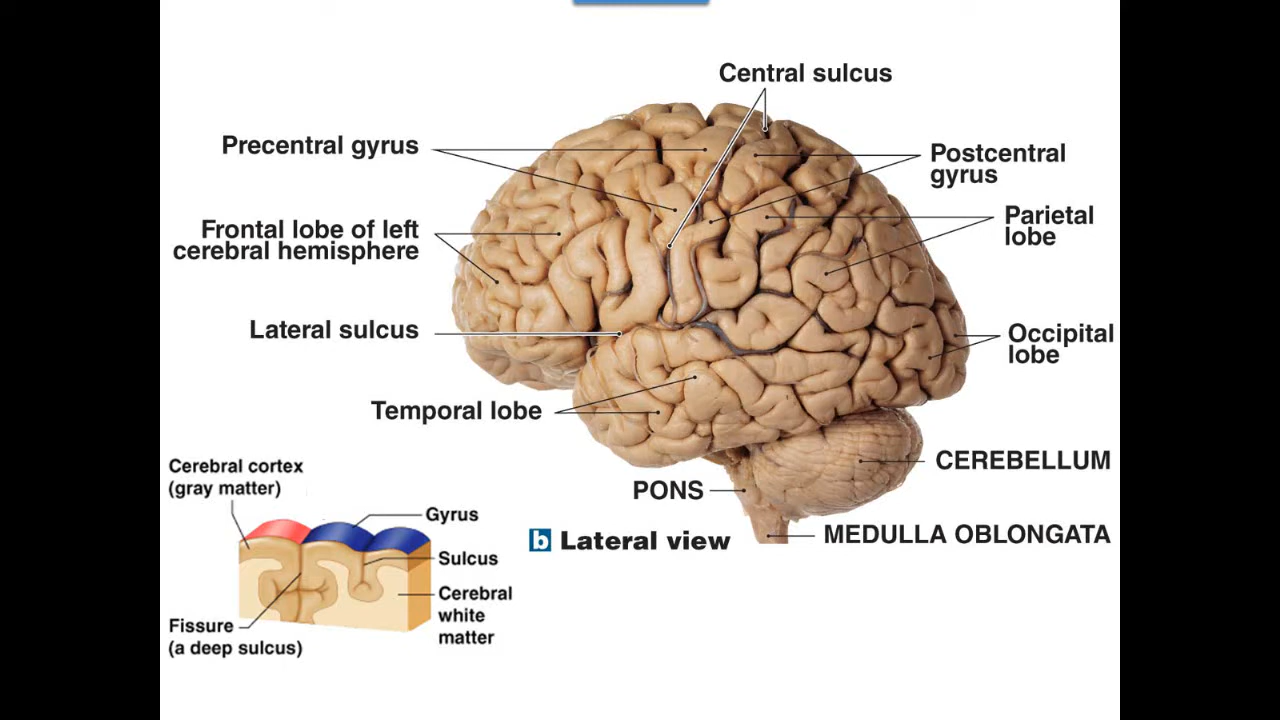 Central sulcus
Precentral gyrus
Postcentral
gyrus
Frontal lobe of left
cerebral hemisphere
Parietal
lobe
Lateral sulcus
Occipital
lobe
Temporal lobe
CEREBELLUM
PONS
MEDULLA OBLONGATA
b Lateral view
Cerebral cortex
(gray matter)
Gyrus
Sulcus
Cerebral
white
matter
Fissure
(a deep sulcus)